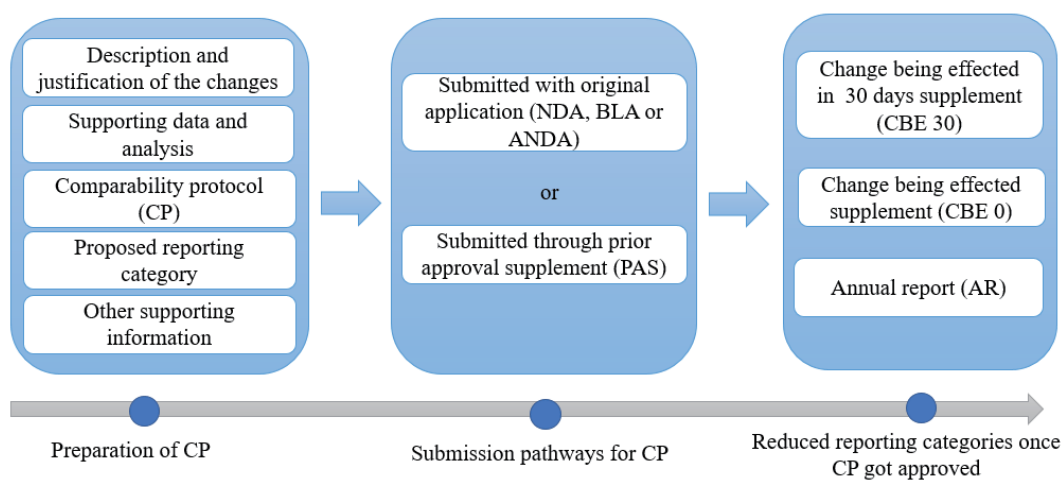 Description and
justification of the changes
Supporting data and
analysis
Comparability protocol
(CP)
Proposed reporting
category
Other supporting
information
Submitted with original
application (NDA, BLA or
ANDA)
or
Submitted through prior
approval supplement (PAS)
Change being effected
in 30 days supplement
(CBE 30)
Change being effected
supplement (CBE 0)
Annual report (AR)
Preparation of CP
Submission pathways for CP
Reduced reporting categories once
CP got approved